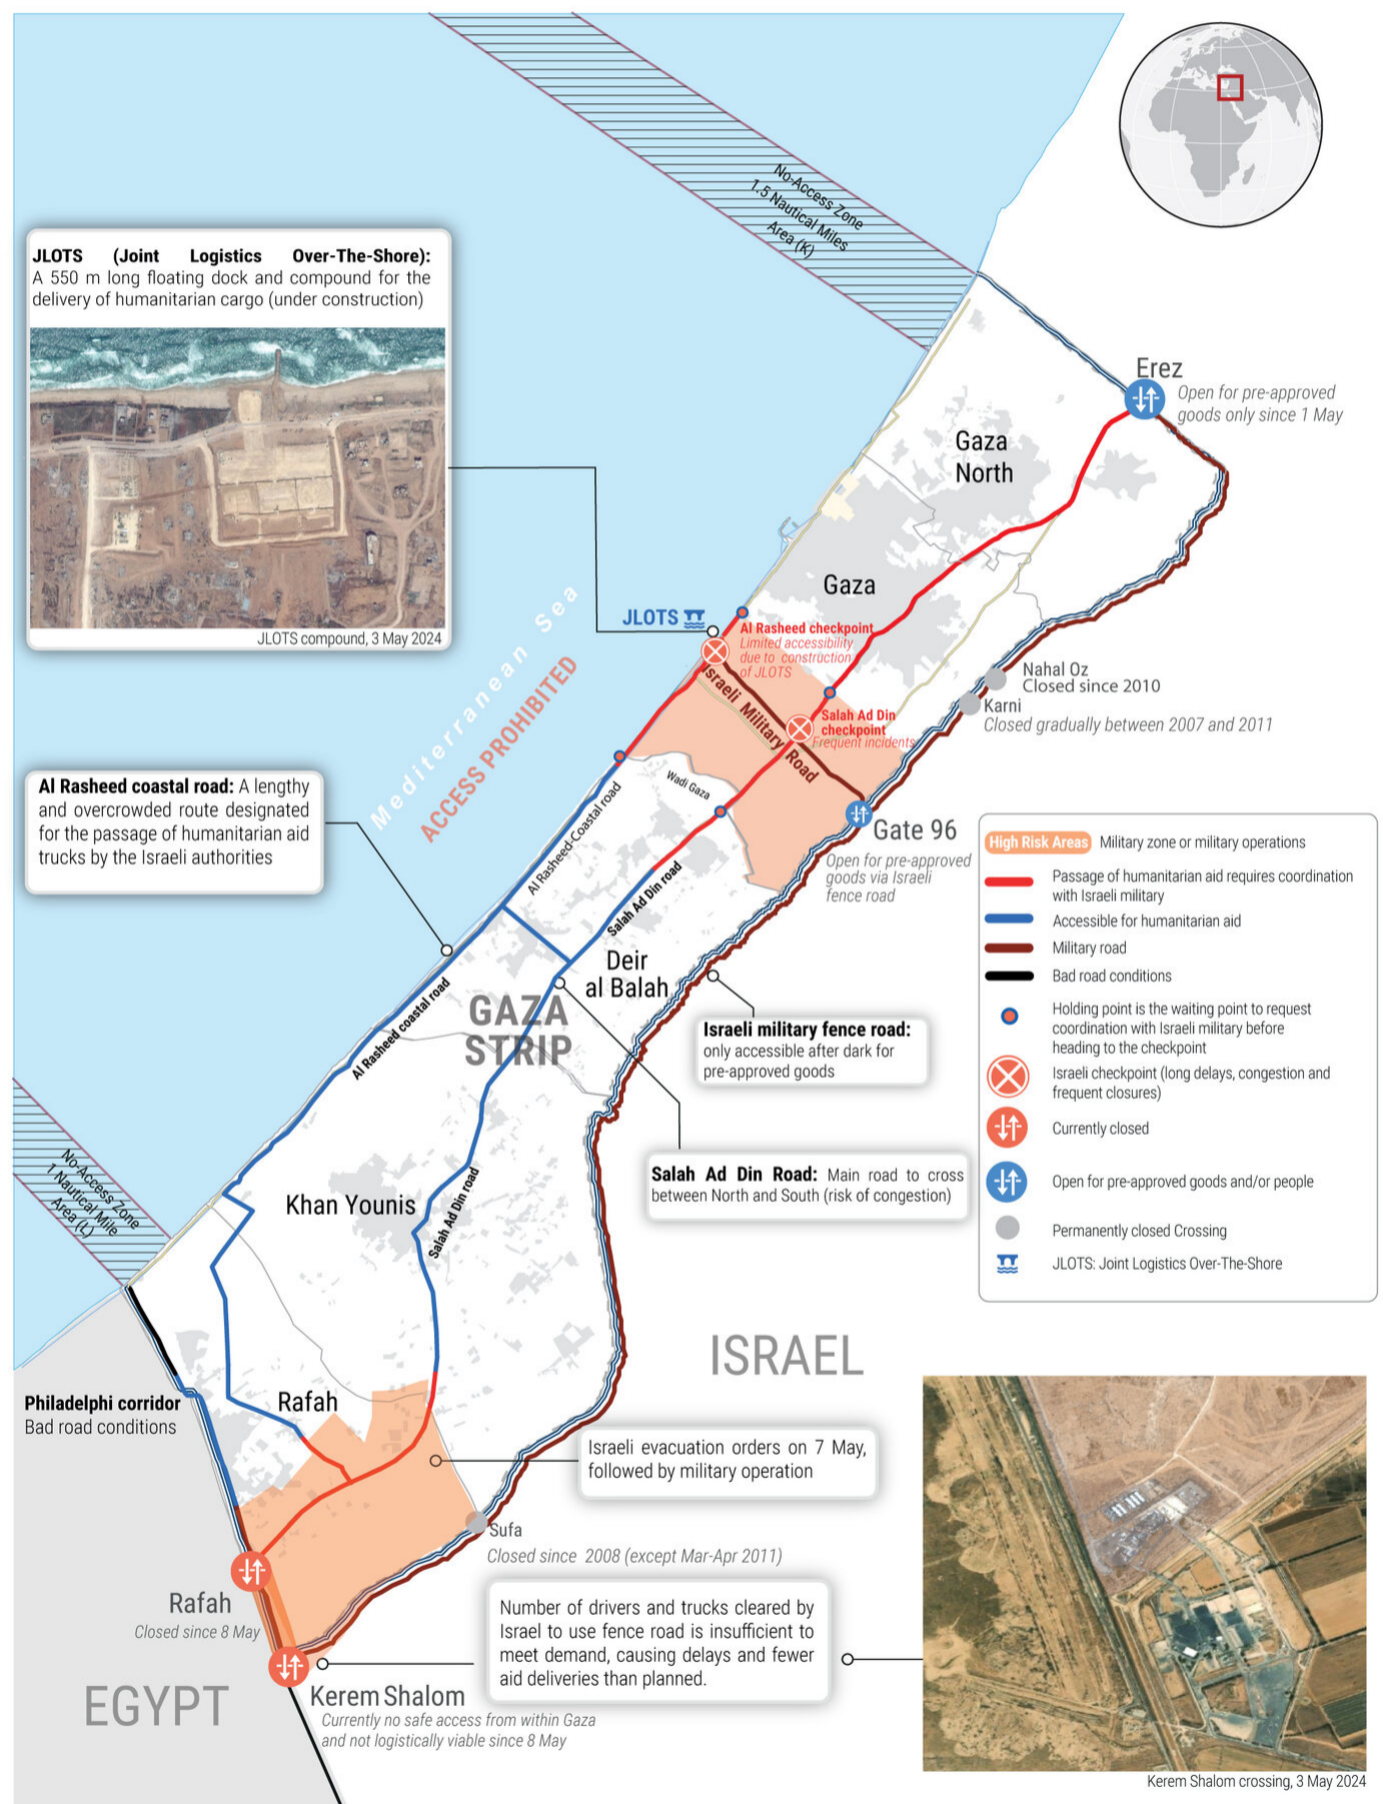 No-Access Zone
1.5 Nautical Miles
Area (K)
JLOTS (Joint Logistics Over-The-Shore):
A 550 m long floating dock and compound for the
delivery of humanitarian cargo (under construction)
JLOTS compound, 3 May 2024
Erez
Open for pre-approved
goods only since 1 May
Gaza
North
Gaza
Mediterranean Sea
ACCESS PROHIBITED
JLOTS
Al Rasheed checkpoint
Limited accessibility
due to construction
of JLOTS
Israeli Military Road
Salah Ad Din
checkpoint
Frequent incidents
Nahal Oz
Closed since 2010
Karni
Closed gradually between 2007 and 2011
Wadi Gaza
Gate 96
Open for pre-approved
goods via Israeli
fence road
Al Rasheed coastal road: A lengthy
and overcrowded route designated
for the passage of humanitarian aid
trucks by the Israeli authorities
Al Rasheed-Coastal road
Salah Ad Din road
Deir
al Balah
GAZA
STRIP
Al Rasheed coastal road
Israeli military fence road:
only accessible after dark for
pre-approved goods
Salah Ad Din Road: Main road to cross
between North and South (risk of congestion)
High Risk Areas
Military zone or military operations
Passage of humanitarian aid requires coordination
with Israeli military
Accessible for humanitarian aid
Military road
Bad road conditions
Holding point is the waiting point to request
coordination with Israeli military before
heading to the checkpoint
Israeli checkpoint (long delays, congestion and
frequent closures)
Currently closed
Open for pre-approved goods and/or people
Permanently closed Crossing
JLOTS: Joint Logistics Over-The-Shore
No-Access Zone
1 Nautical Mile
Area (L)
Khan Younis
Salah Ad Din road
ISRAEL
Philadelphi corridor
Bad road conditions
Rafah
Israeli evacuation orders on 7 May,
followed by military operation
Sufa
Closed since 2008 (except Mar-Apr 2011)
Rafah
Closed since 8 May
Number of drivers and trucks cleared by
Israel to use fence road is insufficient to
meet demand, causing delays and fewer
aid deliveries than planned.
EGYPT
Kerem Shalom
Currently no safe access from within Gaza
and not logistically viable since 8 May
Kerem Shalom crossing, 3 May 2024